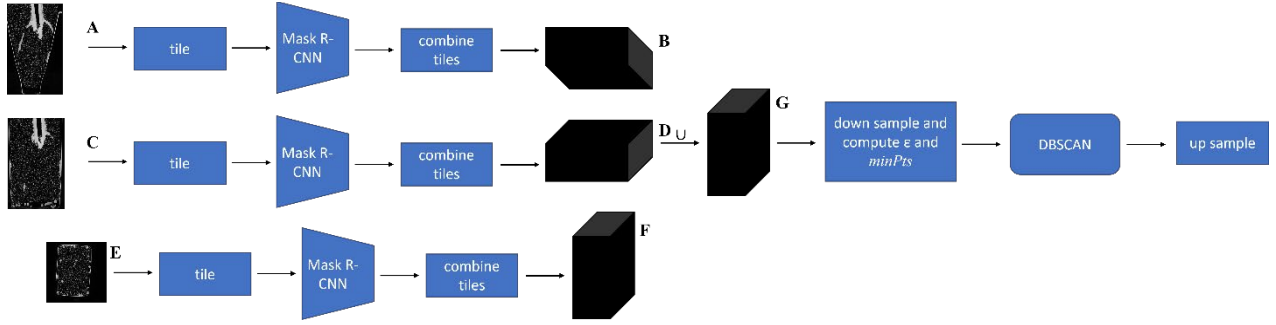 A
tile
Mask R-
CNN
combine
tiles
B
C
tile
Mask R-
CNN
combine
tiles
D
∪
G
down sample and
compute ε and
minPts
DBSCAN
up sample
E
tile
Mask R-
CNN
combine
tiles
F